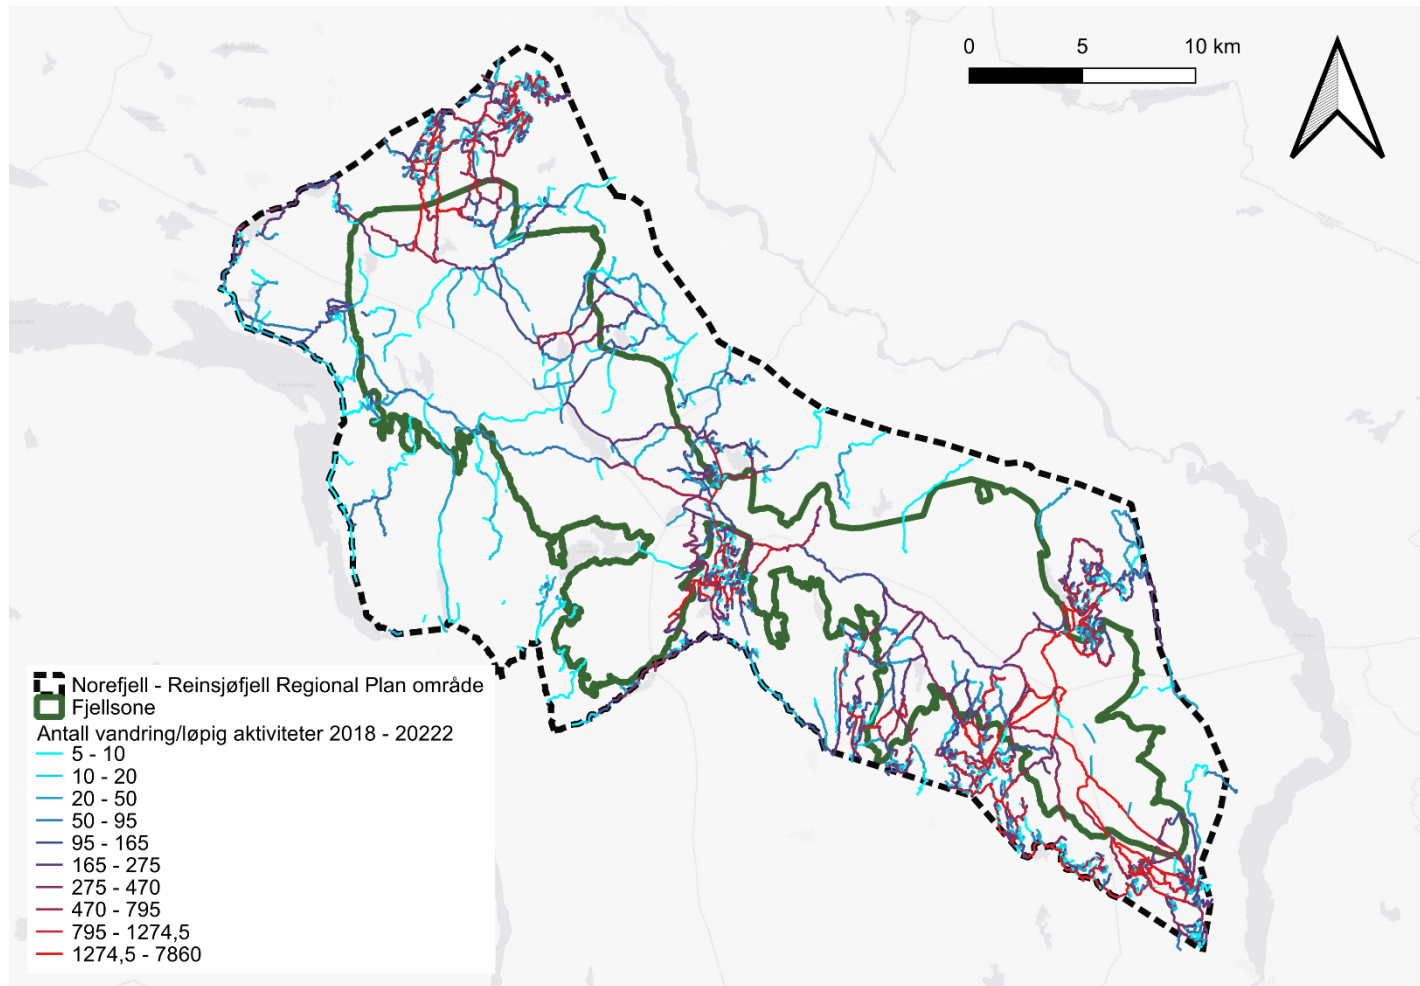 0 5 10 km
Norefjell - Reinsjøfjell Regional Plan område
Fjellsone
Antall vandring/løpig aktiviteter 2018 - 20222
5 - 10
10 - 20
20 - 50
50 - 95
95 - 165
165 - 275
275 - 470
470 - 795
795 - 1274,5
1274,5 - 7860